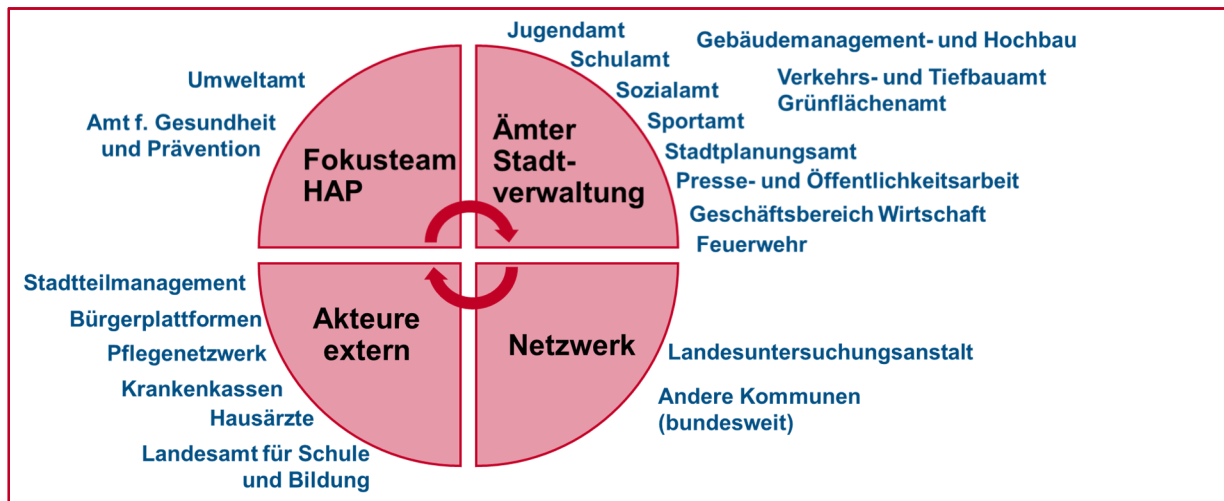 Jugendamt
Schulamt
Sozialamt
Sportamt
Stadtplanungsamt
Presse- und Öffentlichkeitsarbeit
Geschäftsbereich Wirtschaft
Feuerwehr
Gebäudemanagement- und Hochbau
Verkehrs- und Tiefbauamt
Grünflächenamt
Umweltamt
Amt f. Gesundheit
und Prävention
Fokusteam
HAP
Ämter
Stadt-
verwaltung
Stadtteilmanagement
Bürgerplattformen
Pflegenetzwerk
Krankenkassen
Hausärzte
Landesamt für Schule
und Bildung
Akteure
extern
Netzwerk
Landesuntersuchungsanstalt
Andere Kommunen
(bundesweit)